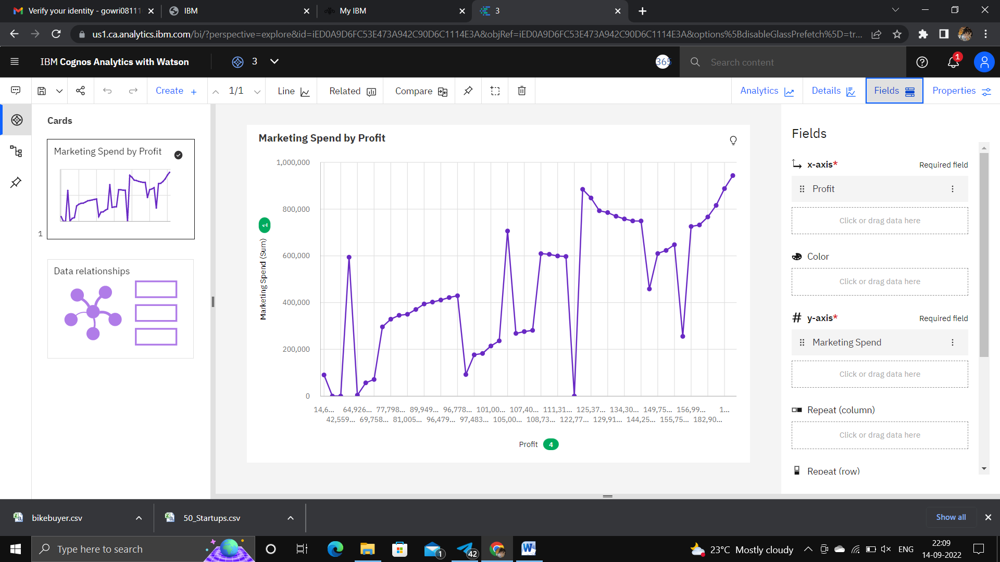 Verify your identity - gowri08111
IBM
My IBM
3
us1.ca.analytics.ibm.com/bi/?perspective=explore&id=iED0A9D6FC53E473A942C90D6C1114E3A&objRef=iED0A9D6FC53E473A942C90D6C1114E3A&options%5BdisableGlassPrefetch%5D=tr...
IBM Cognos Analytics with Watson
3
365
Search content
1
Create +
1/1
Line
Related
Compare
Analytics
Details
Fields
Properties
Cards
Marketing Spend by Profit
1
Data relationships
Marketing Spend by Profit
1,000,000
800,000
600,000
400,000
200,000
0
1
Marketing Spend (Sum)
14,6... 64,926... 77,798... 89,949... 96,778... 101,00... 107,40... 111,31... 125,37... 134,30... 149,75... 156,99... 1...
42,559... 69,758... 81,005... 96,479... 97,483... 105,00... 108,73... 122,77... 129,91... 144,25... 155,75... 182,90...
Profit 4
Fields
x-axis* Required field
Profit
Click or drag data here
Color
Click or drag data here
y-axis* Required field
Marketing Spend
Click or drag data here
Repeat (column)
Click or drag data here
Repeat (row)
bikebuyer.csv
50_Startups.csv
Show all
Type here to search
1
42
23°C Mostly cloudy
ENG
22:09
14-09-2022